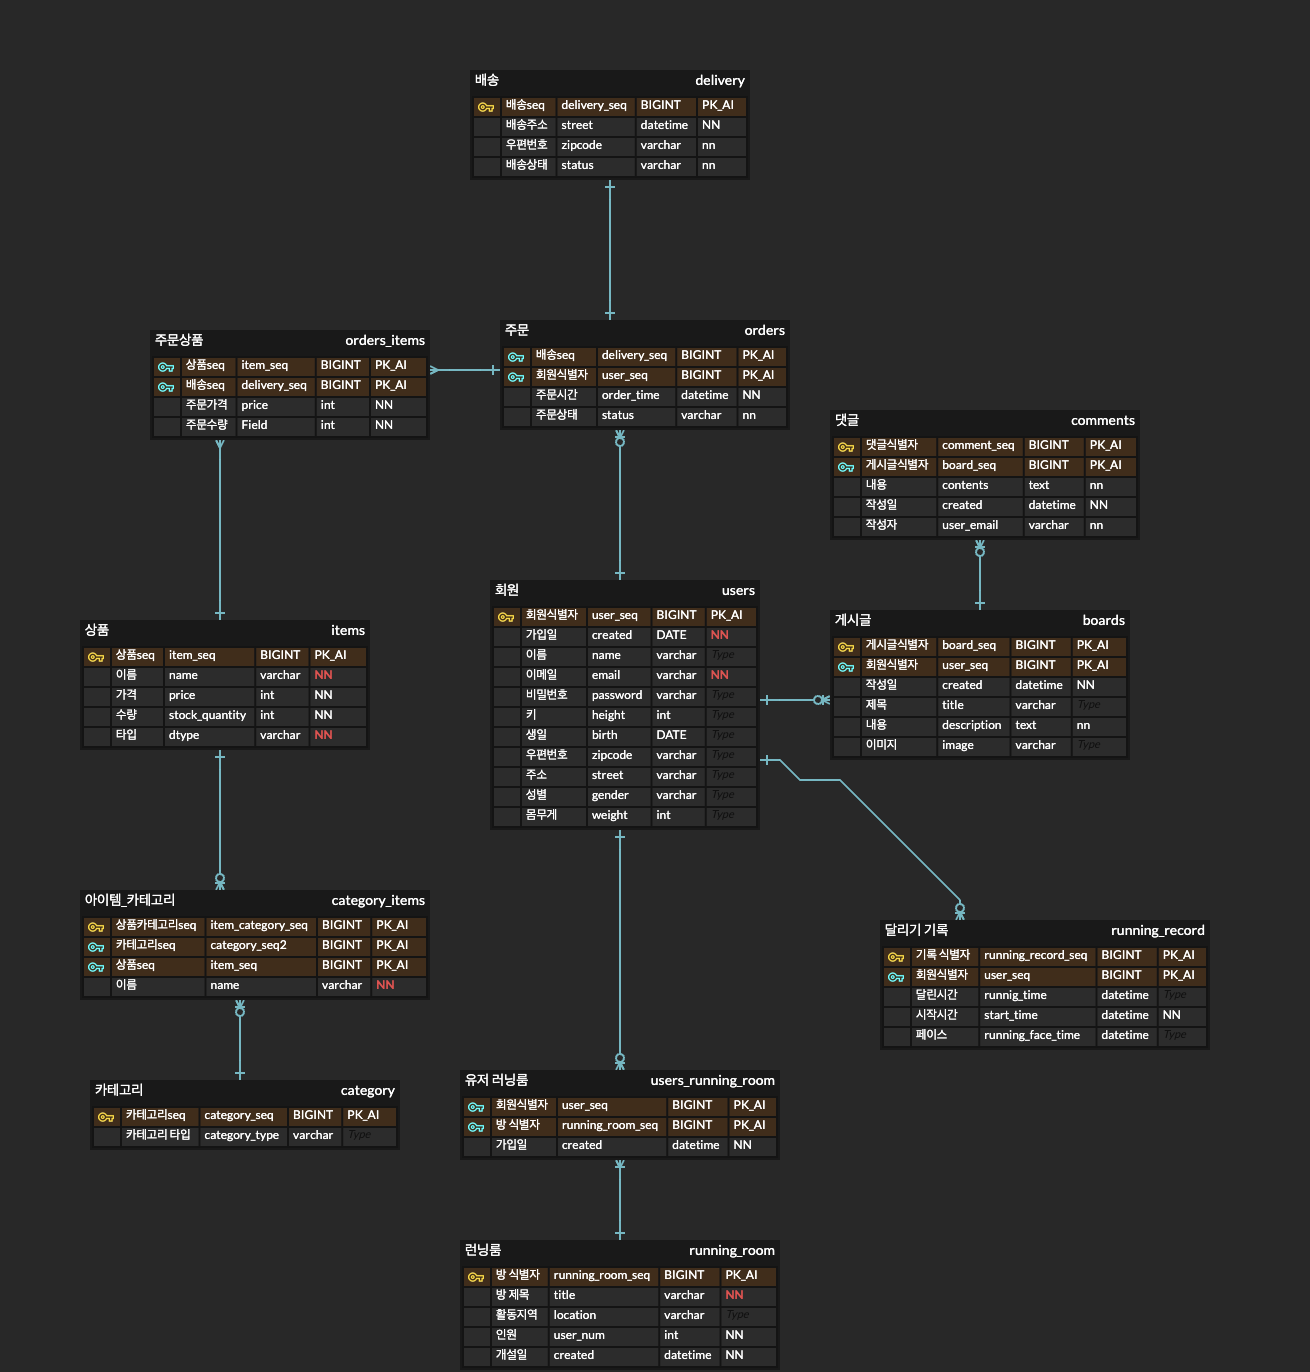 배송 delivery
배송seq delivery_seq BIGINT PK_AI
배송주소 street datetime NN
우편번호 zipcode varchar nn
배송상태 status varchar nn
주문상품 orders_items
상품seq item_seq BIGINT PK_AI
배송seq delivery_seq BIGINT PK_AI
주문가격 price int NN
주문수량 Field int NN
주문 orders
배송seq delivery_seq BIGINT PK_AI
회원식별자 user_seq BIGINT PK_AI
주문시간 order_time datetime NN
주문상태 status varchar nn
댓글 comments
댓글식별자 comment_seq BIGINT PK_AI
게시글식별자 board_seq BIGINT PK_AI
내용 contents text nn
작성일 created datetime NN
작성자 user_email varchar nn
회원 users
회원식별자 user_seq BIGINT PK_AI
가입일 created DATE NN
이름 name varchar Type
이메일 email varchar NN
비밀번호 password varchar Type
키 height int Type
생일 birth DATE Type
우편번호 zipcode varchar Type
주소 street varchar Type
성별 gender varchar Type
몸무게 weight int Type
게시글 boards
게시글식별자 board_seq BIGINT PK_AI
회원식별자 user_seq BIGINT PK_AI
작성일 created datetime NN
제목 title varchar Type
내용 description text nn
이미지 image varchar Type
상품 items
상품seq item_seq BIGINT PK_AI
이름 name varchar NN
가격 price int NN
수량 stock_quantity int NN
타입 dtype varchar NN
아이템_카테고리 category_items
상품카테고리seq item_category_seq BIGINT PK_AI
카테고리seq category_seq2 BIGINT PK_AI
상품seq item_seq BIGINT PK_AI
이름 name varchar NN
달리기 기록 running_record
기록 식별자 running_record_seq BIGINT PK_AI
회원식별자 user_seq BIGINT PK_AI
달린시간 runnig_time datetime Type
시작시간 start_time datetime NN
페이스 running_face_time datetime Type
카테고리 category
카테고리seq category_seq BIGINT PK_AI
카테고리 타입 category_type varchar Type
유저 러닝룸 users_running_room
회원식별자 user_seq BIGINT PK_AI
방 식별자 running_room_seq BIGINT PK_AI
가입일 created datetime NN
런닝룸 running_room
방 식별자 running_room_seq BIGINT PK_AI
방 제목 title varchar NN
활동지역 location varchar Type
인원 user_num int NN
개설일 created datetime NN